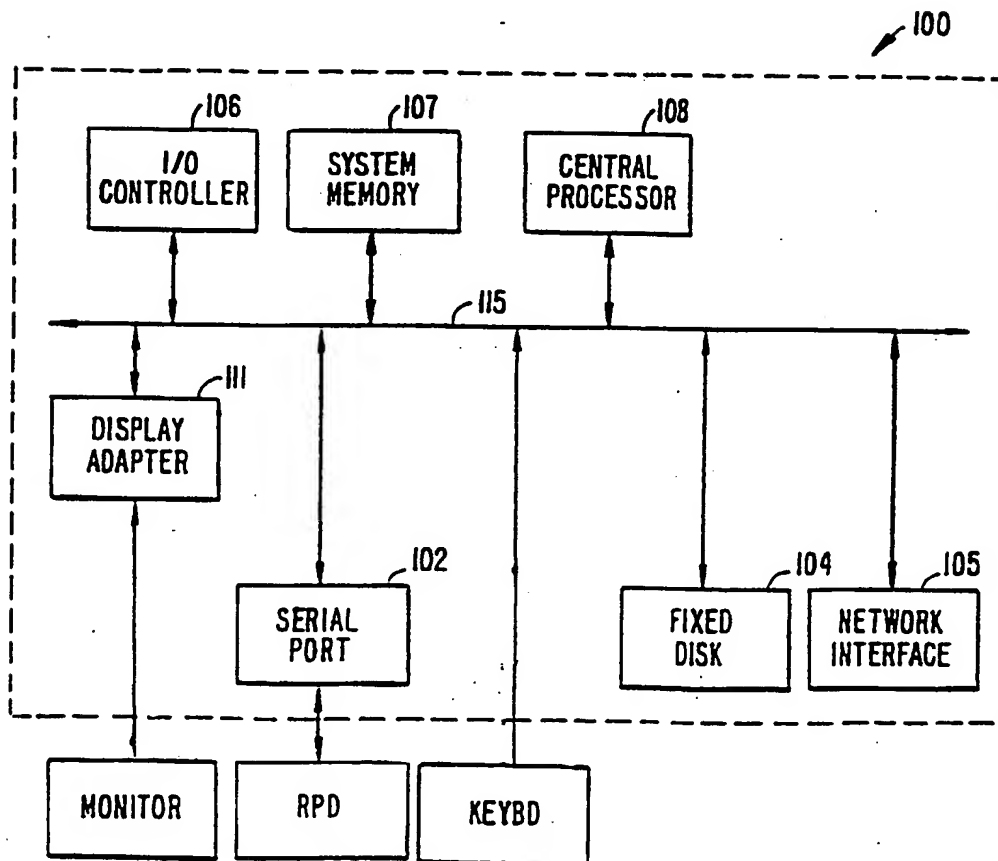 100
106
107
108
I/O
CONTROLLER
SYSTEM
MEMORY
CENTRAL
PROCESSOR
115
111
DISPLAY
ADAPTER
102
104
105
SERIAL
PORT
FIXED
DISK
NETWORK
INTERFACE
MONITOR
RPD
KEYBD